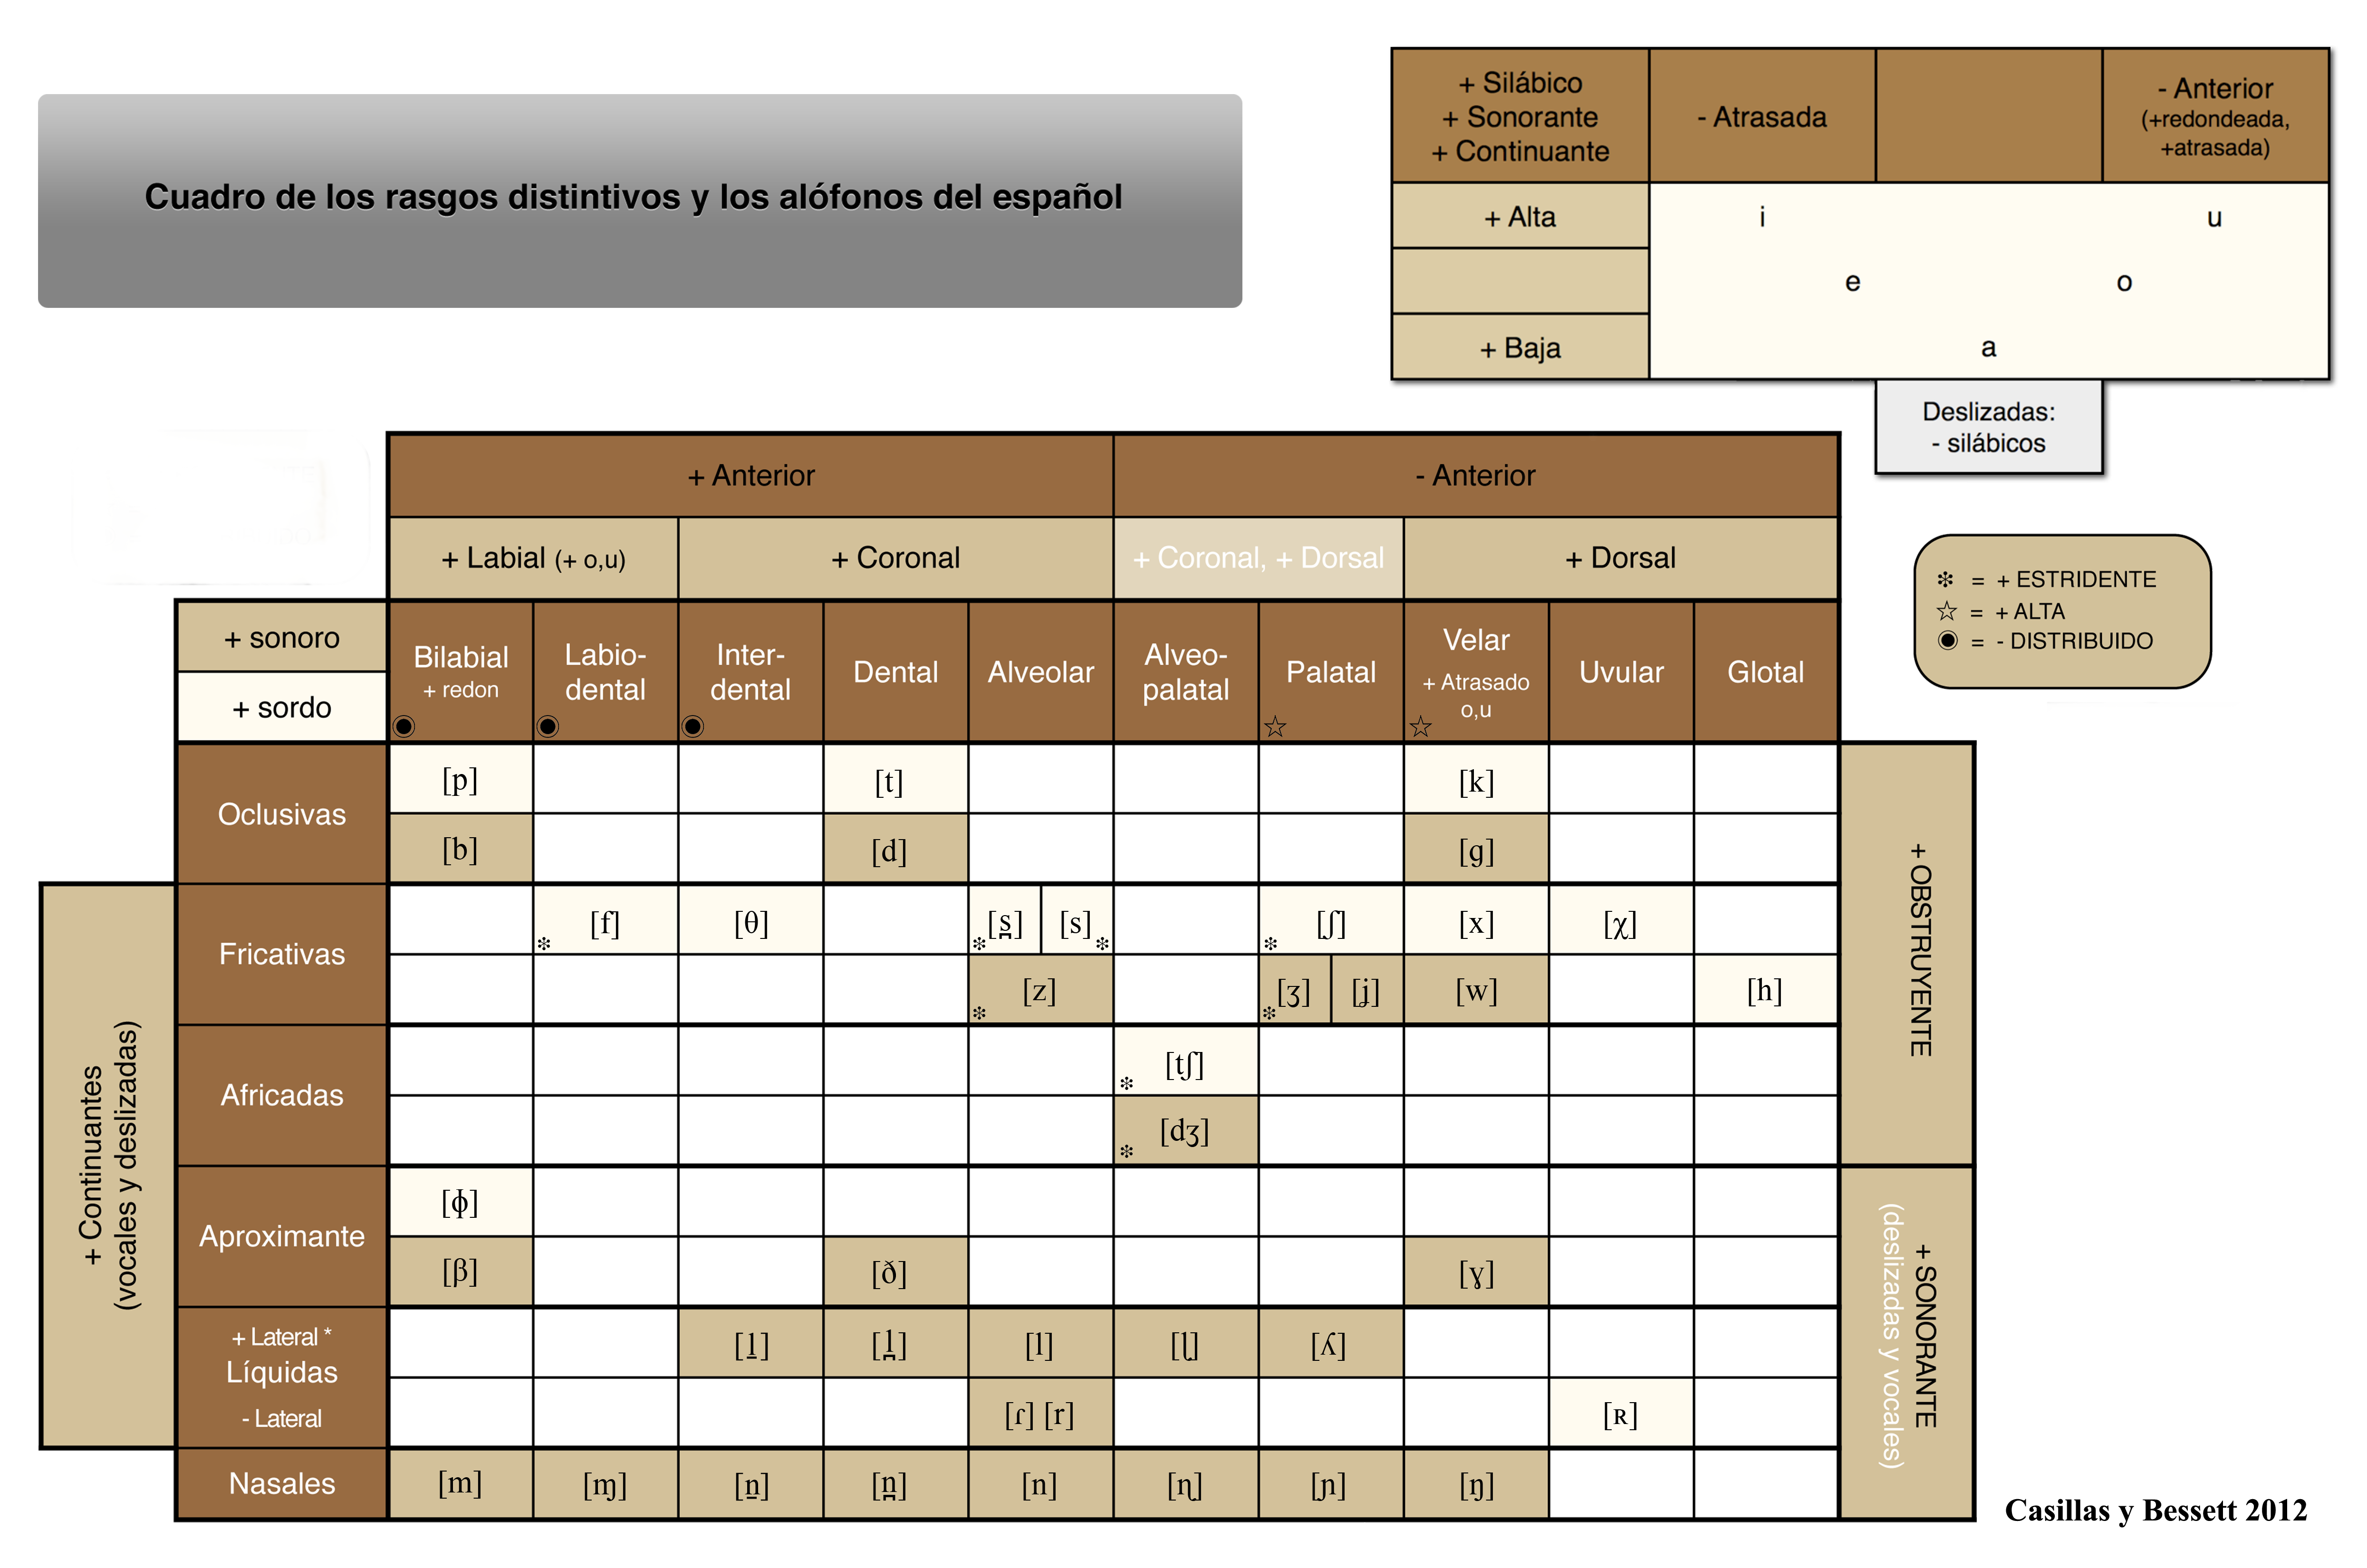 Cuadro de los rasgos distintivos y los alófonos del español
+ Silábico
+ Sonorante
+ Continuante
- Atrasada
- Anterior
(+redondeada,
+atrasada)
+ Alta
i u
e o
+ Baja
a
Deslizadas:
- silábicos
+ Anterior - Anterior
+ Labial (+ o,u) + Coronal + Coronal, + Dorsal + Dorsal
❇ = + ESTRIDENTE
☆ = + ALTA
◉ = - DISTRIBUIDO
+ sonoro
+ sordo
Bilabial
+ redon
◉
Labio-
dental
◉
Inter-
dental
◉
Dental
Alveolar
Alveo-
palatal
Palatal
☆
Velar
+ Atrasado
o,u
☆
Uvular
Glotal
Oclusivas
[p] [t] [k]
[b] [d] [g]
+ Continuantes
(vocales y deslizadas)
Fricativas
❇ [f] [θ] ❇ [s̪] [s] ❇ ❇ [ʃ] [x] [χ]
❇ [z] ❇ [ʒ] [ʝ] [w] [h]
Africadas
❇ [tʃ]
❇ [dʒ]
Aproximante
[ɸ]
[β] [ð] [ɣ]
+ Lateral *
Líquidas
- Lateral
[l̠] [l̪] [l] [ɭ] [ʎ]
[ɾ] [r] [ʀ]
Nasales
[m] [ɱ] [n̠] [n̪] [n] [ɳ] [ɲ] [ŋ]
+ OBSTRUYENTE
+ SONORANTE
(deslizadas y vocales)
Casillas y Bessett 2012